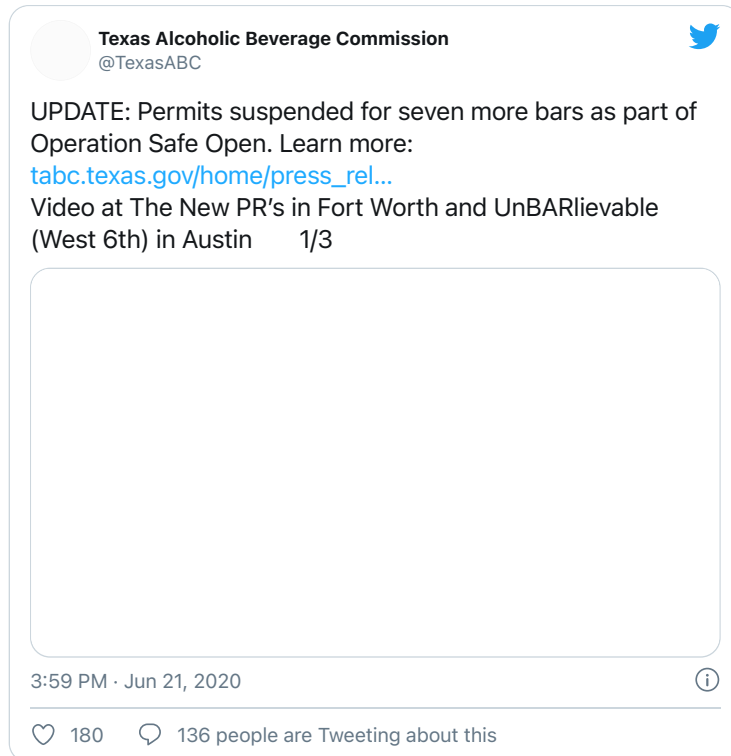 Texas Alcoholic Beverage Commission
@TexasABC
UPDATE: Permits suspended for seven more bars as part of
Operation Safe Open. Learn more:
tabc.texas.gov/home/press_rel...
Video at The New PR's in Fort Worth and UnBARlievable
(West 6th) in Austin 1/3
3:59 PM · Jun 21, 2020
180 136 people are Tweeting about this